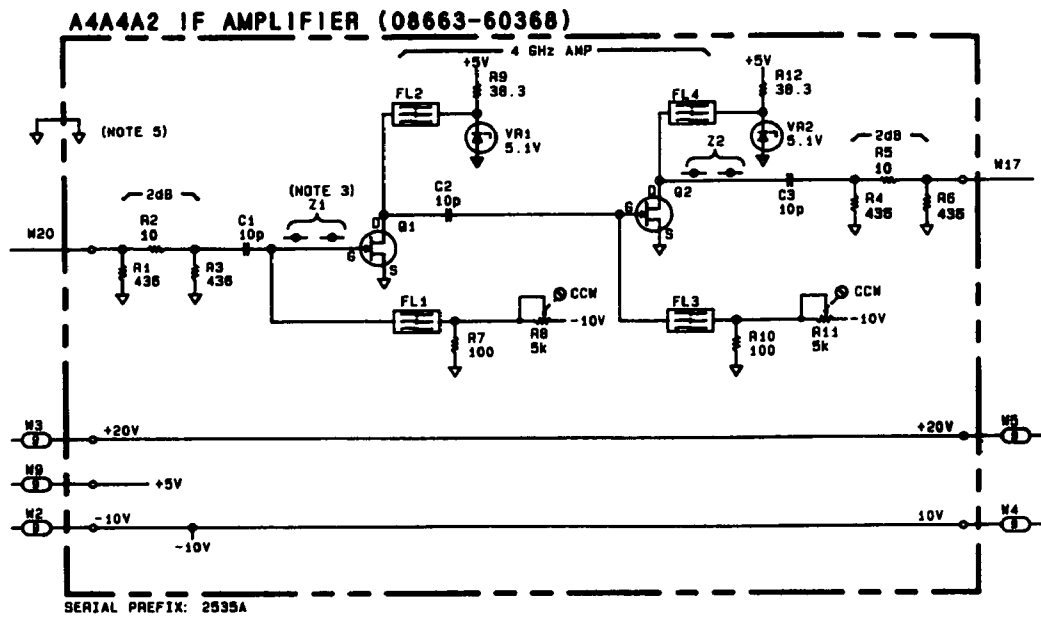 A4A4A2 IF AMPLIFIER (08663-60368)
4 GHz AMP
+5V
R9
38.3
FL2
VR1
5.1V
+5V
R12
38.3
FL4
VR2
5.1V
(NOTE 5)
2dB
R2
10
W20
R1
436
R3
436
C1
10p
(NOTE 3)
Z1
D
Q1
G
S
C2
10p
Z2
D
Q2
G
S
C3
10p
2dB
R5
10
R4
436
R6
436
W17
FL1
R7
100
R8
5k
CCW
-10V
FL3
R10
100
R11
5k
CCW
-10V
W3
+20V
+20V
W5
W9
+5V
W2
-10V
~10V
10V
W4
SERIAL PREFIX: 2535A